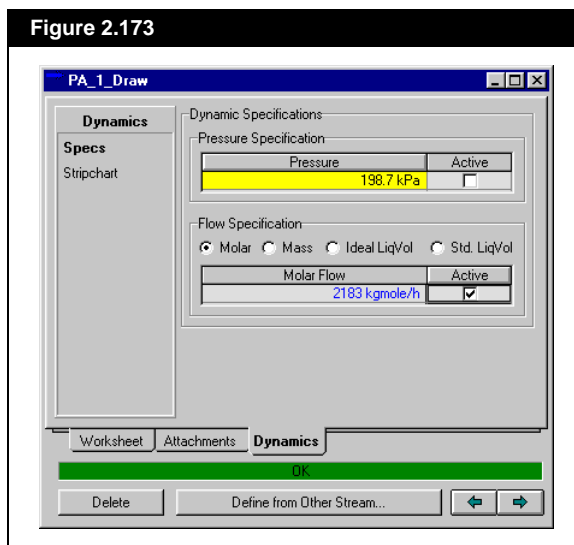 Figure 2.173
PA_1_Draw
Dynamics
Specs
Stripchart
Dynamic Specifications
Pressure Specification
Pressure Active
198.7 kPa
Flow Specification
Molar Mass Ideal LiqVol Std. LiqVol
Molar Flow Active
2183 kgmole/h
Worksheet Attachments Dynamics
OK
Delete Define from Other Stream...